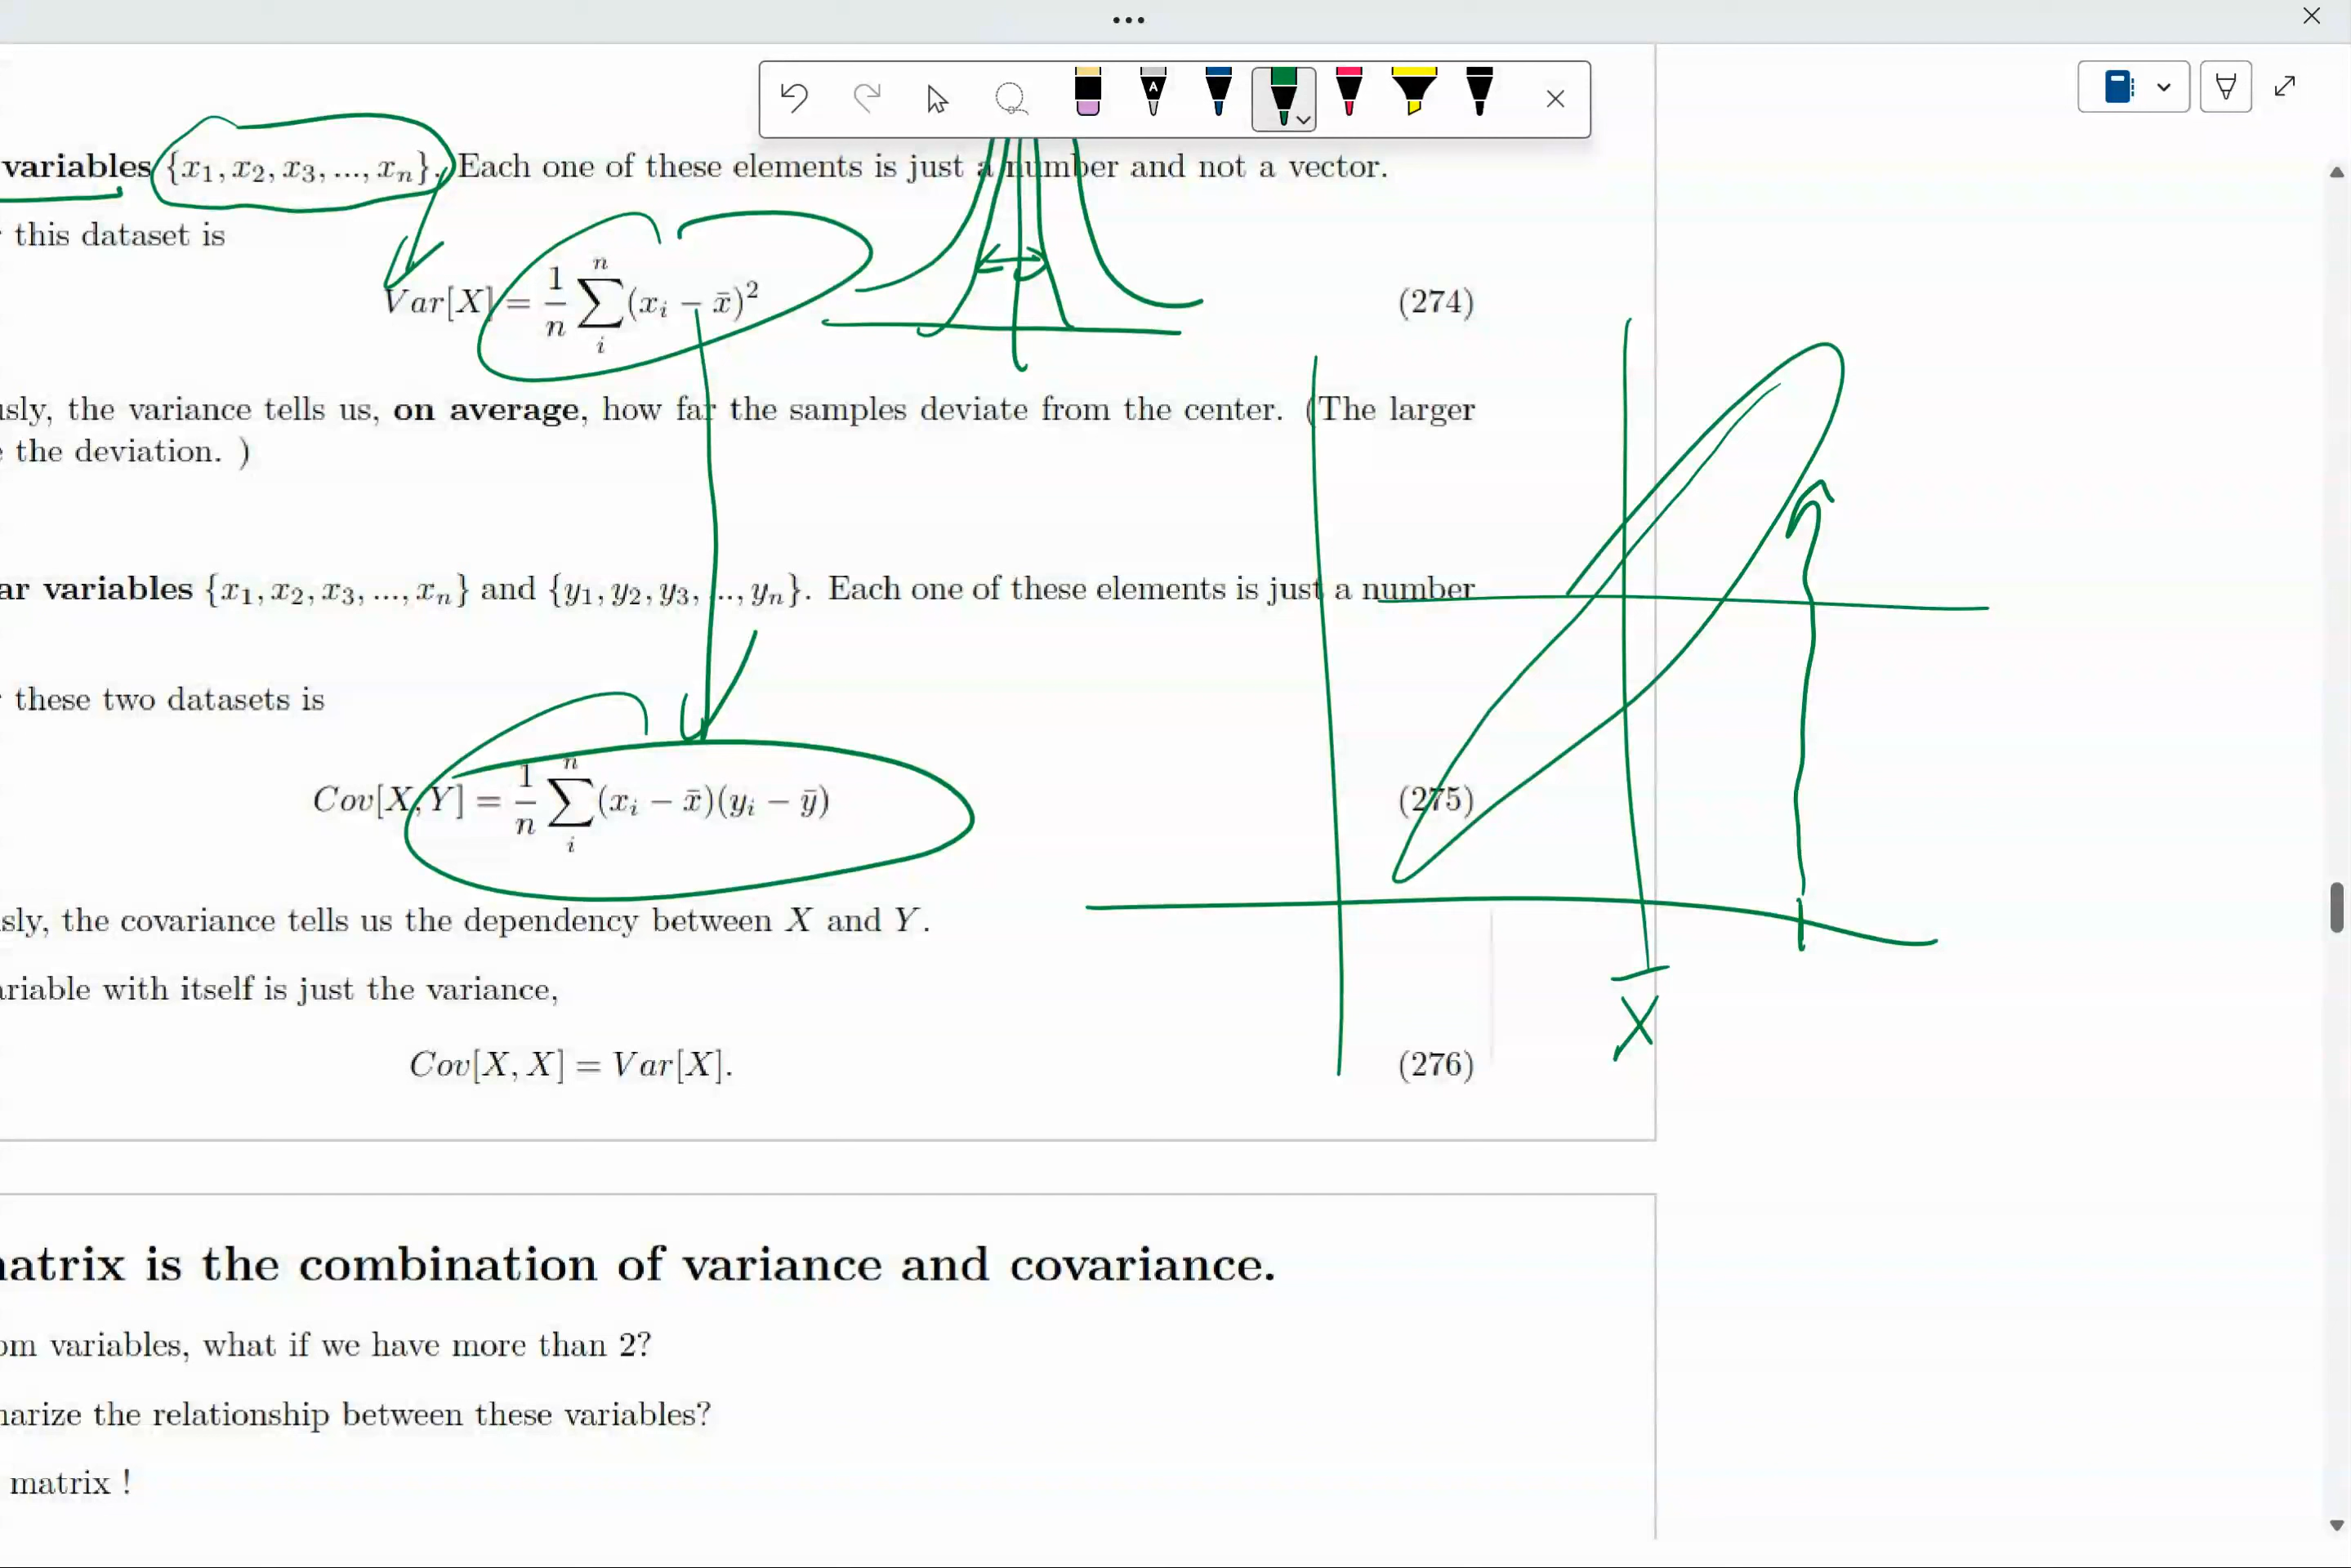 variables {x₁, x₂, x₃, ..., xₙ}. Each one of these elements is just a number and not a vector.
this dataset is
Var[X] = \frac{1}{n} \sum_{i}^{n} (xᵢ − x̄)² (274)
sly, the variance tells us, on average, how far the samples deviate from the center. (The larger
the deviation. )
ar variables {x₁, x₂, x₃, ..., xₙ} and {y₁, y₂, y₃, ..., yₙ}. Each one of these elements is just a number
these two datasets is
Cov[X, Y] = \frac{1}{n} \sum_{i}^{n} (xᵢ − x̄)(yᵢ − ȳ) (275)
sly, the covariance tells us the dependency between X and Y.
ariable with itself is just the variance,
X
Cov[X, X] = Var[X]. (276)
atrix is the combination of variance and covariance.
om variables, what if we have more than 2?
arize the relationship between these variables?
matrix !